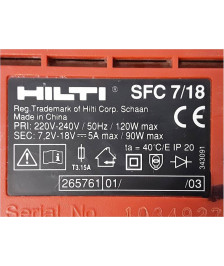 HILTI SFC 7/18
Reg. Trademark of Hilti Corp. Schaan
Made in China
PRI: 220V-240V / 50Hz / 120W max
SEC: 7.2V-18V⎓5A max / 90W max
ta = 40°C/E IP 20
T3.15A
343091
265761 01/ /03
Serial No